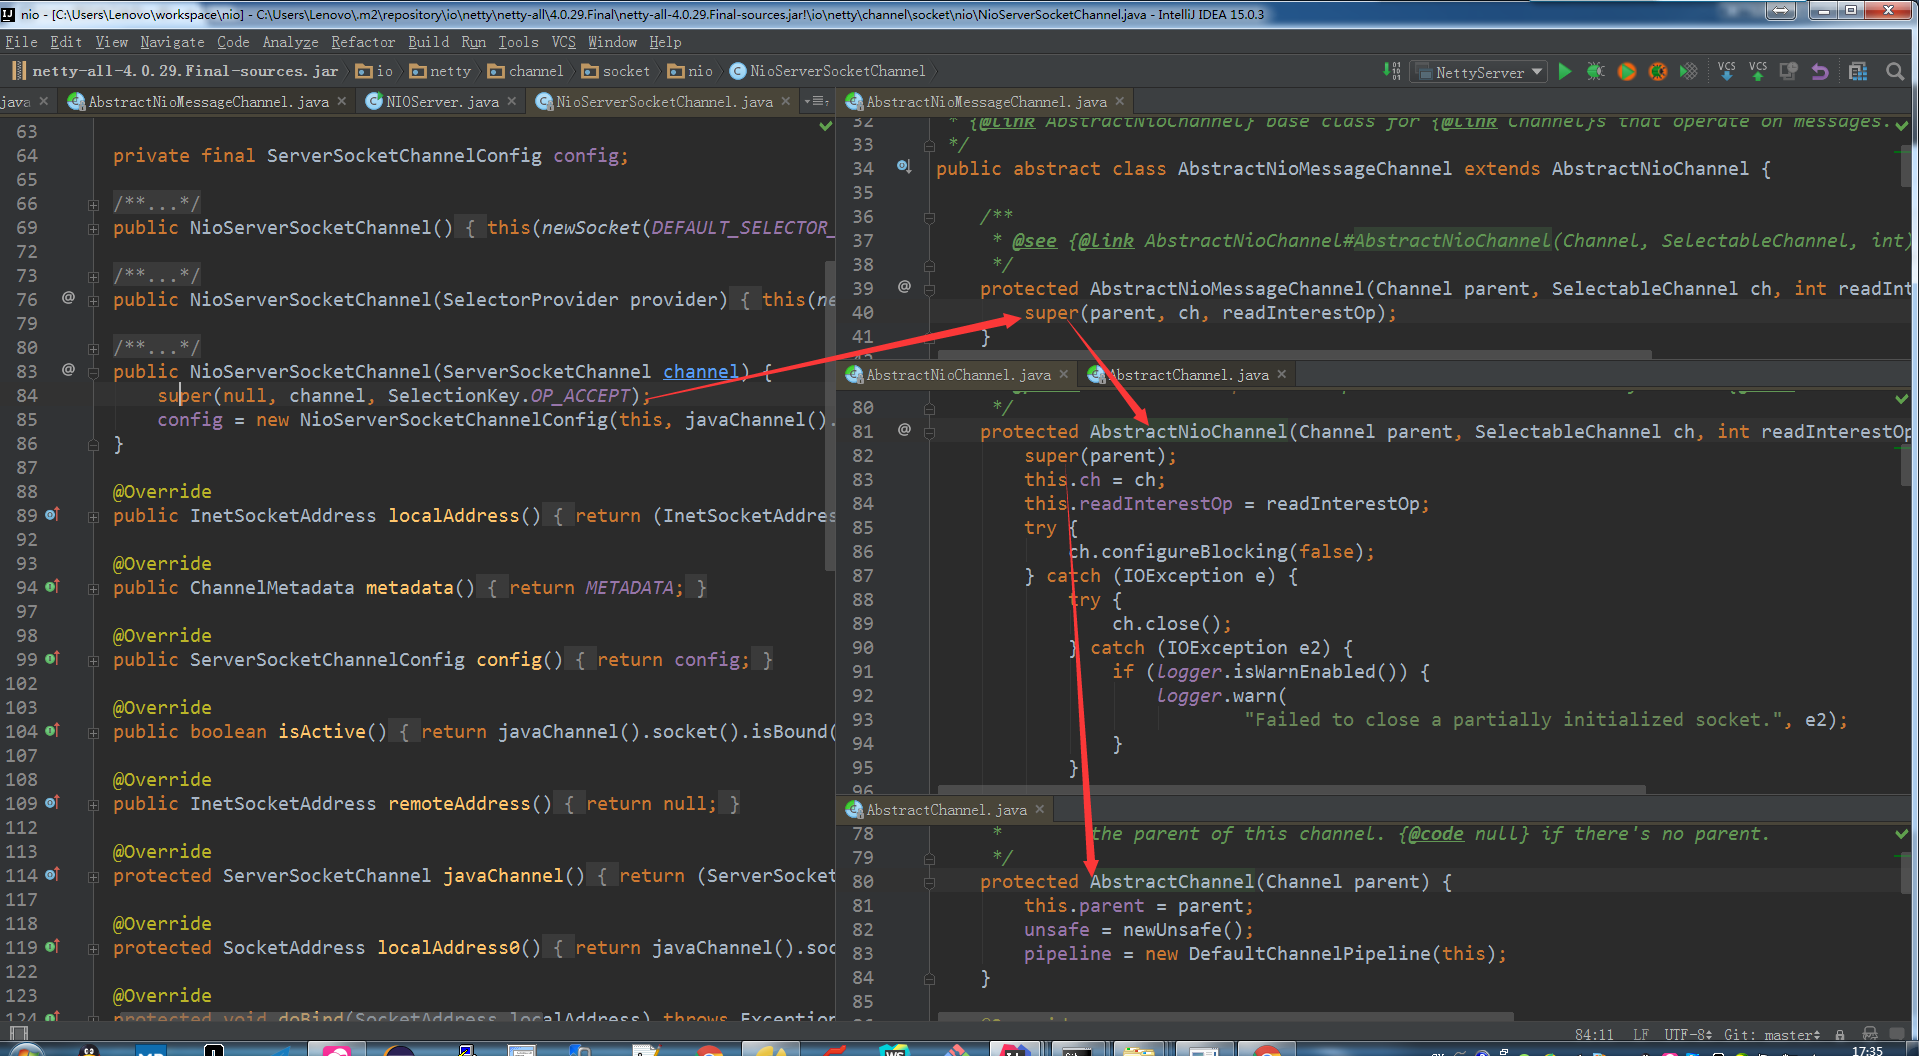 nio - [C:\Users\Lenovo\workspace\nio] - C:\Users\Lenovo\.m2\repository\io\netty\netty-all\4.0.29.Final\netty-all-4.0.29.Final-sources.jar!\io\netty\channel\socket\nio\NioServerSocketChannel.java - IntelliJ IDEA 15.0.3
File Edit View Navigate Code Analyze Refactor Build Run Tools VCS Window Help
netty-all-4.0.29.Final-sources.jar io netty channel socket nio NioServerSocketChannel NettyServer VCS VCS
java AbstractNioMessageChannel.java NIOServer.java NioServerSocketChannel.java
63
64 private final ServerSocketChannelConfig config;
65
66 /**...*/
69 public NioServerSocketChannel() { this(newSocket(DEFAULT_SELECTOR_
72
73 /**...*/
76 @ public NioServerSocketChannel(SelectorProvider provider) { this(ne
79
80 /**...*/
83 @ public NioServerSocketChannel(ServerSocketChannel channel) {
84 super(null, channel, SelectionKey.OP_ACCEPT);
85 config = new NioServerSocketChannelConfig(this, javaChannel().
86 }
87
88 @Override
89 public InetSocketAddress localAddress() { return (InetSocketAddres
92
93 @Override
94 public ChannelMetadata metadata() { return METADATA; }
97
98 @Override
99 public ServerSocketChannelConfig config() { return config; }
102
103 @Override
104 public boolean isActive() { return javaChannel().socket().isBound(
107
108 @Override
109 public InetSocketAddress remoteAddress() { return null; }
112
113 @Override
114 protected ServerSocketChannel javaChannel() { return (ServerSocket
117
118 @Override
119 protected SocketAddress localAddress0() { return javaChannel().soc
122
123 @Override
124 protected void doBind(SocketAddress localAddress) throws Exception
AbstractNioMessageChannel.java
32 * {@link AbstractNioChannel} base class for {@link Channel}s that operate on messages.
33 */
34 public abstract class AbstractNioMessageChannel extends AbstractNioChannel {
35
36 /**
37 * @see {@link AbstractNioChannel#AbstractNioChannel(Channel, SelectableChannel, int)
38 */
39 @ protected AbstractNioMessageChannel(Channel parent, SelectableChannel ch, int readInt
40 super(parent, ch, readInterestOp);
41 }
AbstractNioChannel.java AbstractChannel.java
80 */
81 @ protected AbstractNioChannel(Channel parent, SelectableChannel ch, int readInterestOp
82 super(parent);
83 this.ch = ch;
84 this.readInterestOp = readInterestOp;
85 try {
86 ch.configureBlocking(false);
87 } catch (IOException e) {
88 try {
89 ch.close();
90 } catch (IOException e2) {
91 if (logger.isWarnEnabled()) {
92 logger.warn(
93 "Failed to close a partially initialized socket.", e2);
94 }
95 }
96
AbstractChannel.java
78 * the parent of this channel. {@code null} if there's no parent.
79 */
80 protected AbstractChannel(Channel parent) {
81 this.parent = parent;
82 unsafe = newUnsafe();
83 pipeline = new DefaultChannelPipeline(this);
84 }
85
84:11 LF UTF-8 Git: master
17:35